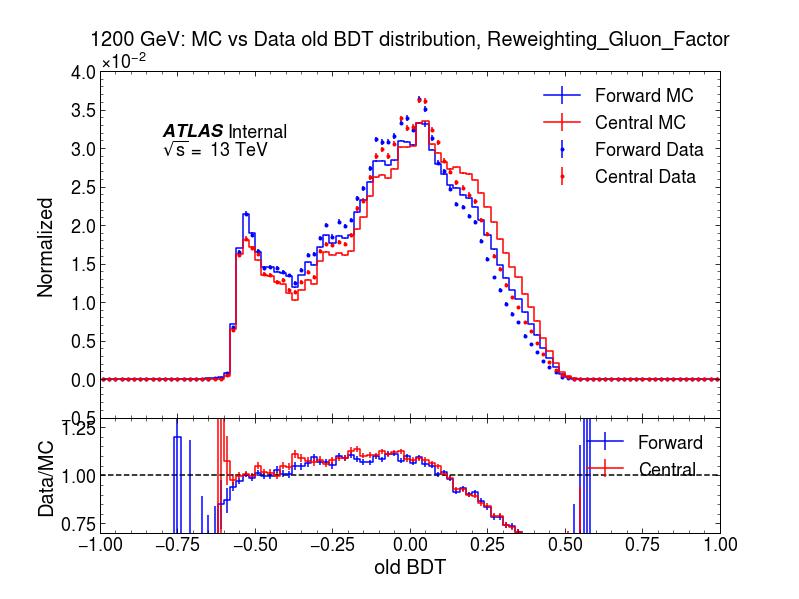 1200 GeV: MC vs Data old BDT distribution, Reweighting_Gluon_Factor
×10⁻²
4.0
3.5
3.0
2.5
2.0
1.5
1.0
0.5
0.0
−0.5
Normalized
ATLAS Internal
√s = 13 TeV
Forward MC
Central MC
Forward Data
Central Data
1.25
1.00
0.75
Data/MC
Forward
Central
−1.00 −0.75 −0.50 −0.25 0.00 0.25 0.50 0.75 1.00
old BDT